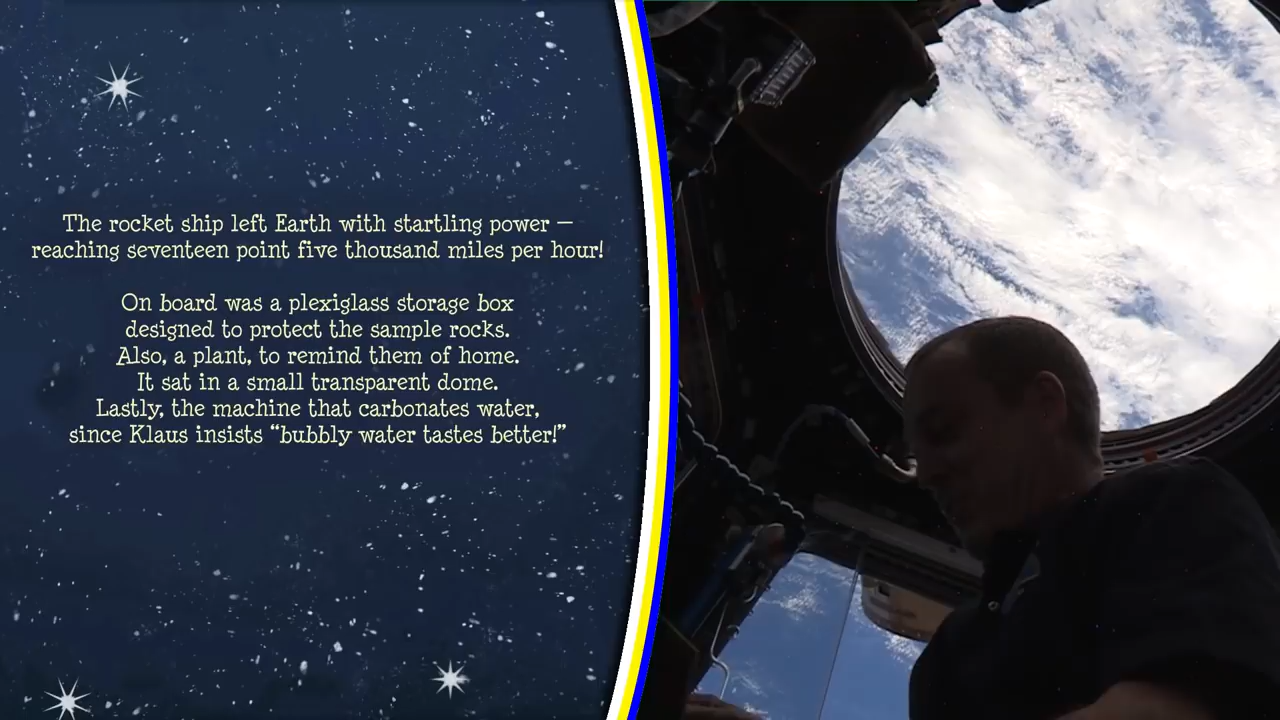 The rocket ship left Earth with startling power –
reaching seventeen point five thousand miles per hour!
On board was a plexiglass storage box
designed to protect the sample rocks.
Also, a plant, to remind them of home.
It sat in a small transparent dome.
Lastly, the machine that carbonates water,
since Klaus insists “bubbly water tastes better!”